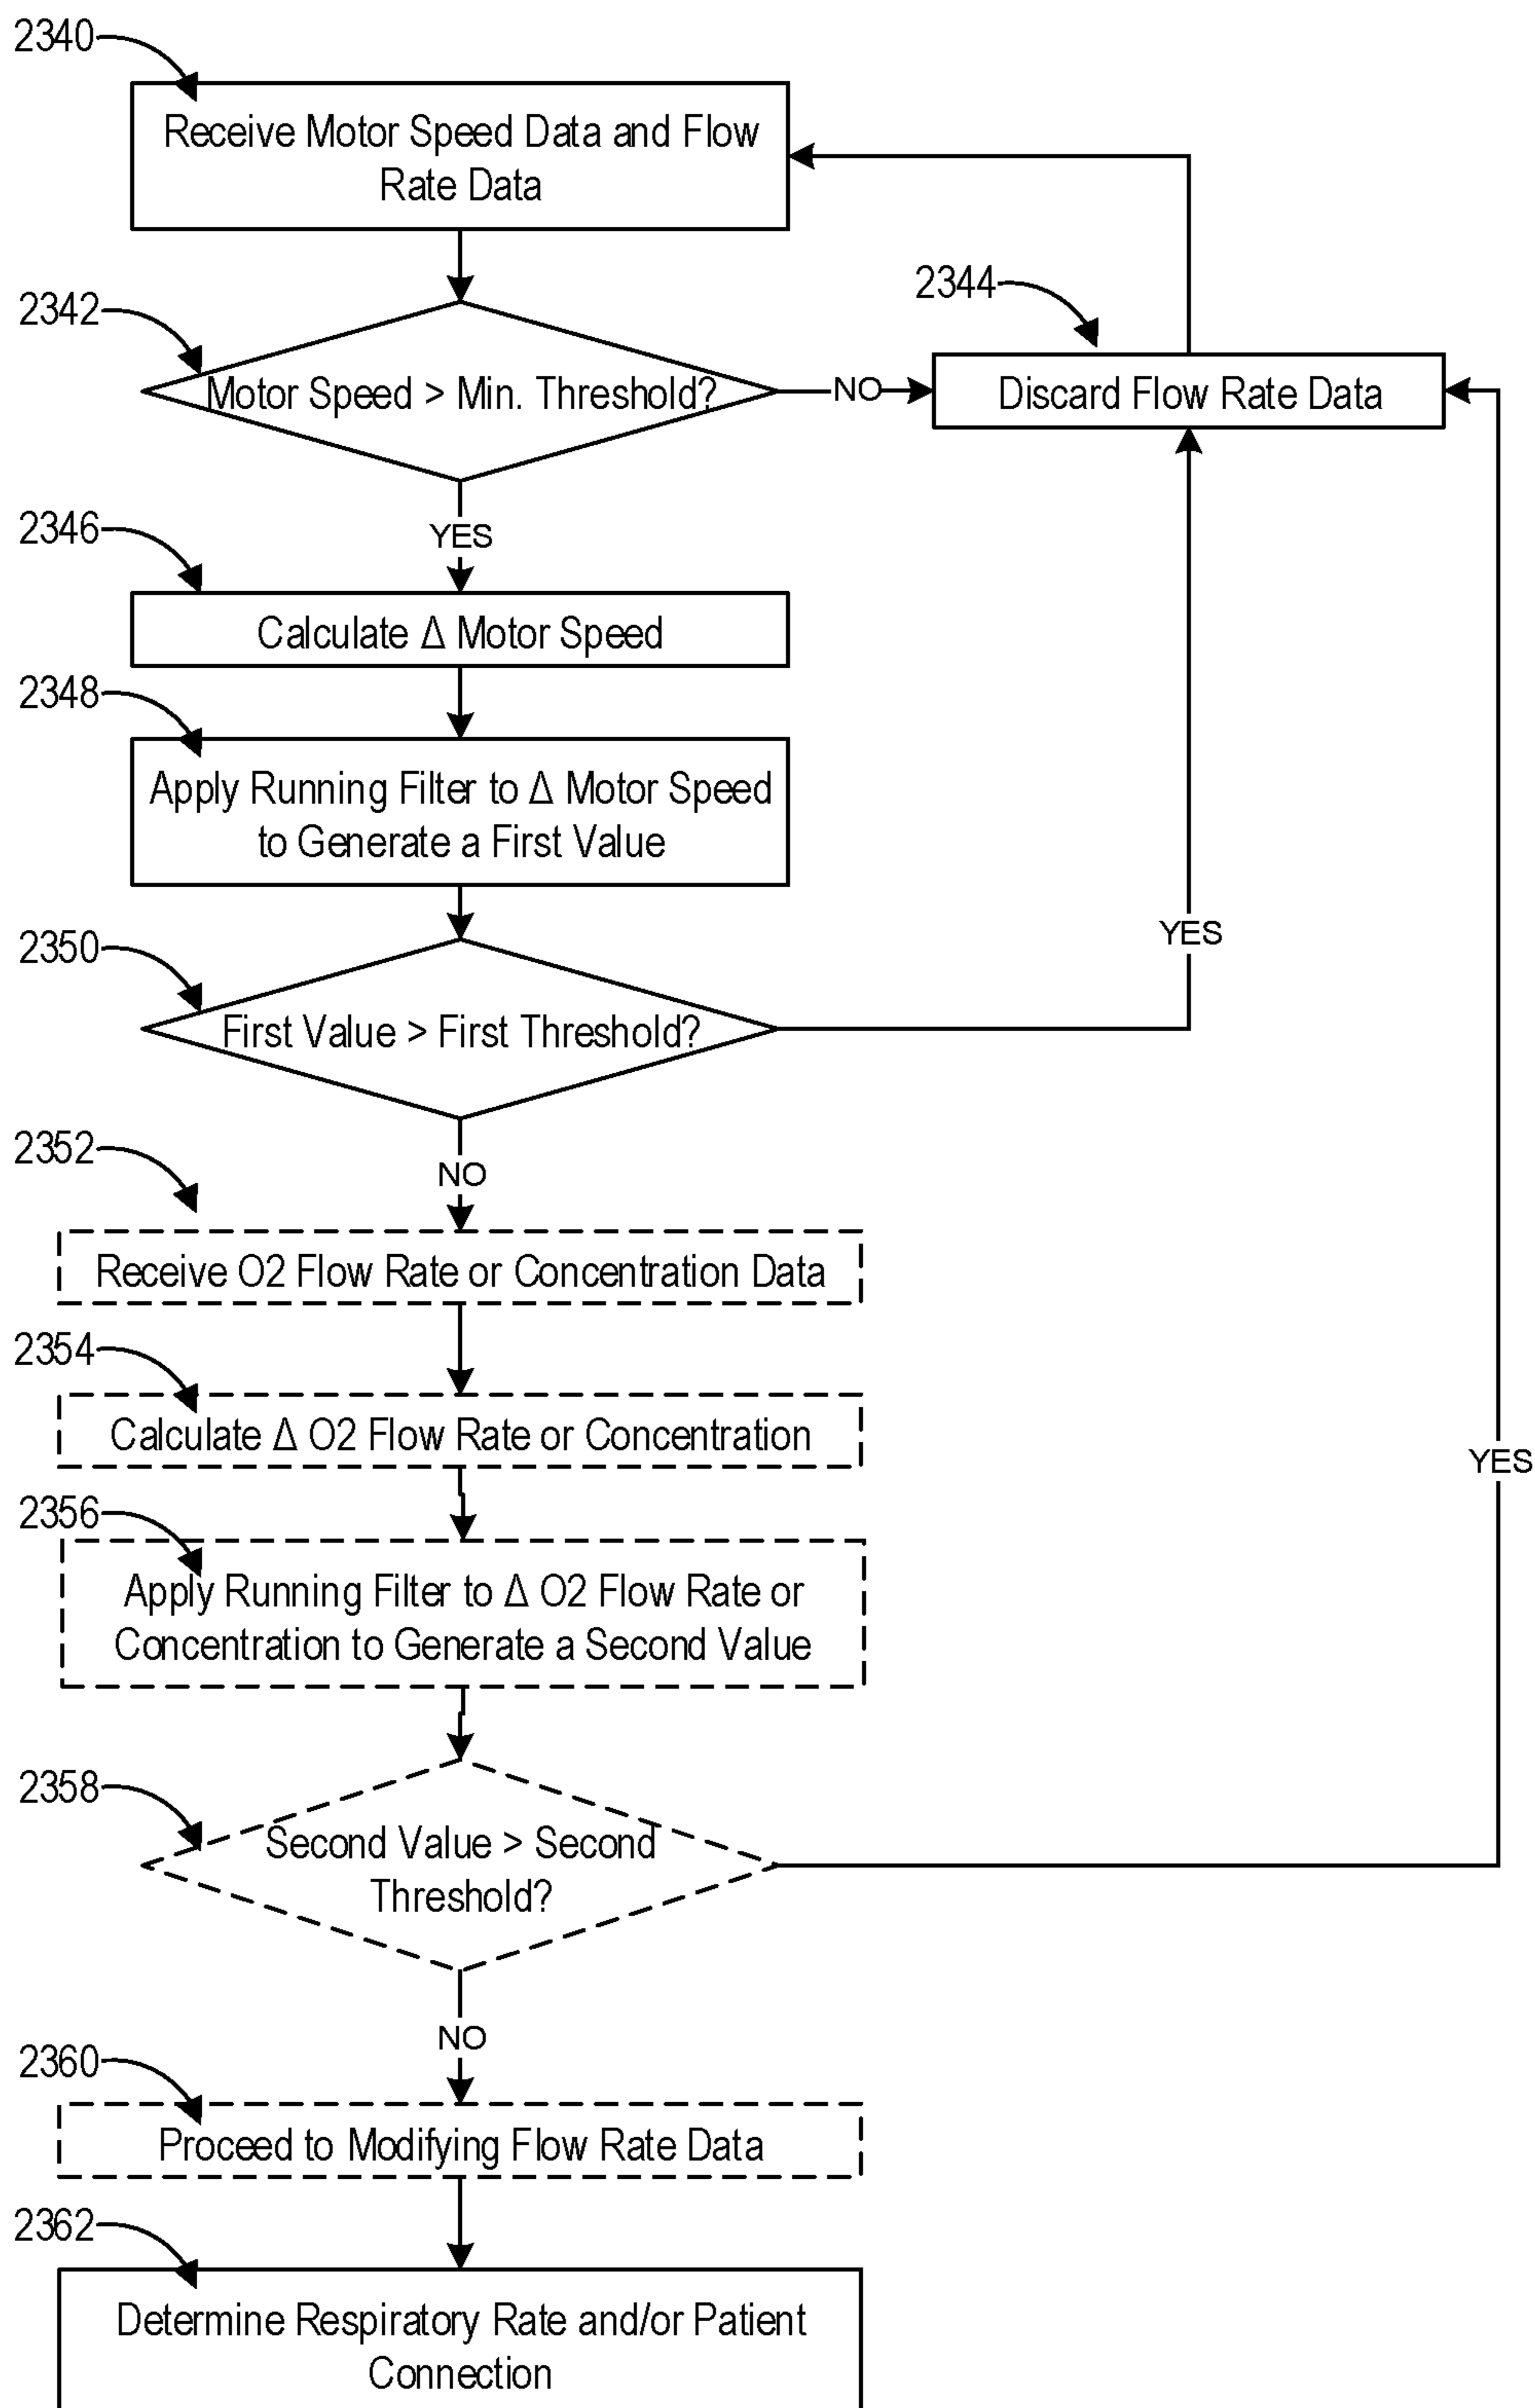 2340
Receive Motor Speed Data and Flow
Rate Data
2342
Motor Speed > Min. Threshold?
NO
2344
Discard Flow Rate Data
YES
2346
Calculate Δ Motor Speed
2348
Apply Running Filter to Δ Motor Speed
to Generate a First Value
2350
First Value > First Threshold?
YES
NO
2352
Receive O2 Flow Rate or Concentration Data
2354
Calculate Δ O2 Flow Rate or Concentration
2356
Apply Running Filter to Δ O2 Flow Rate or
Concentration to Generate a Second Value
2358
Second Value > Second
Threshold?
YES
NO
2360
Proceed to Modifying Flow Rate Data
2362
Determine Respiratory Rate and/or Patient
Connection